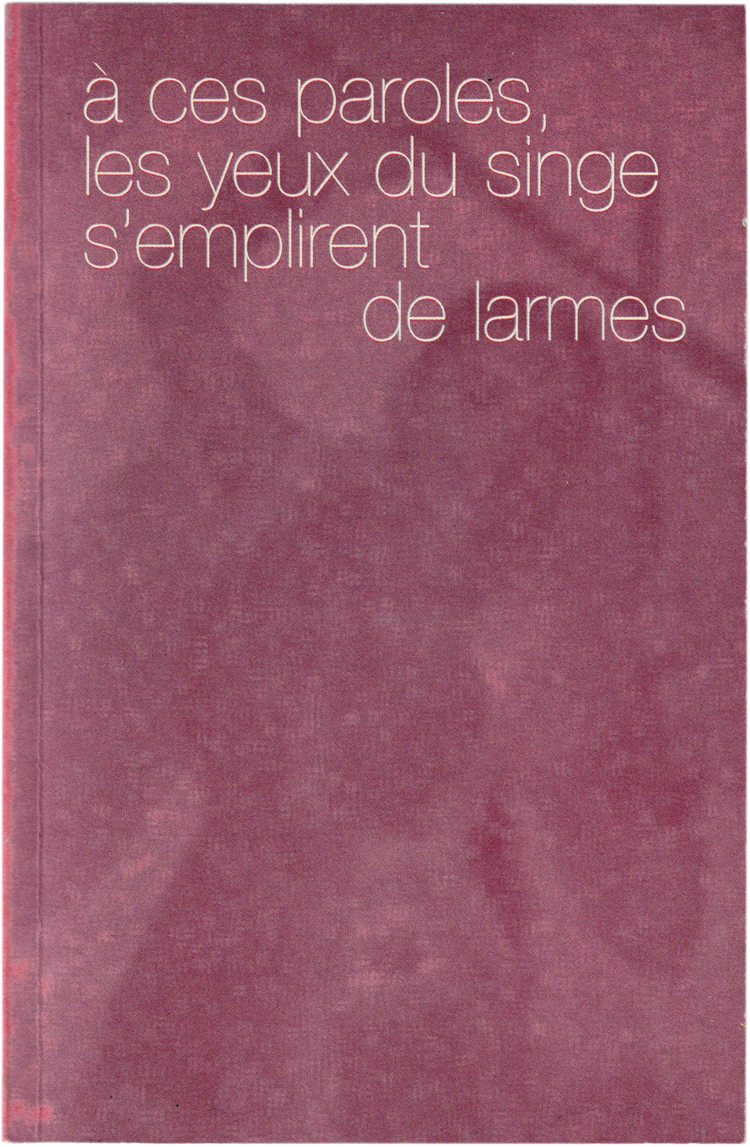 à ces paroles,
les yeux du singe
s'emplirent
de larmes